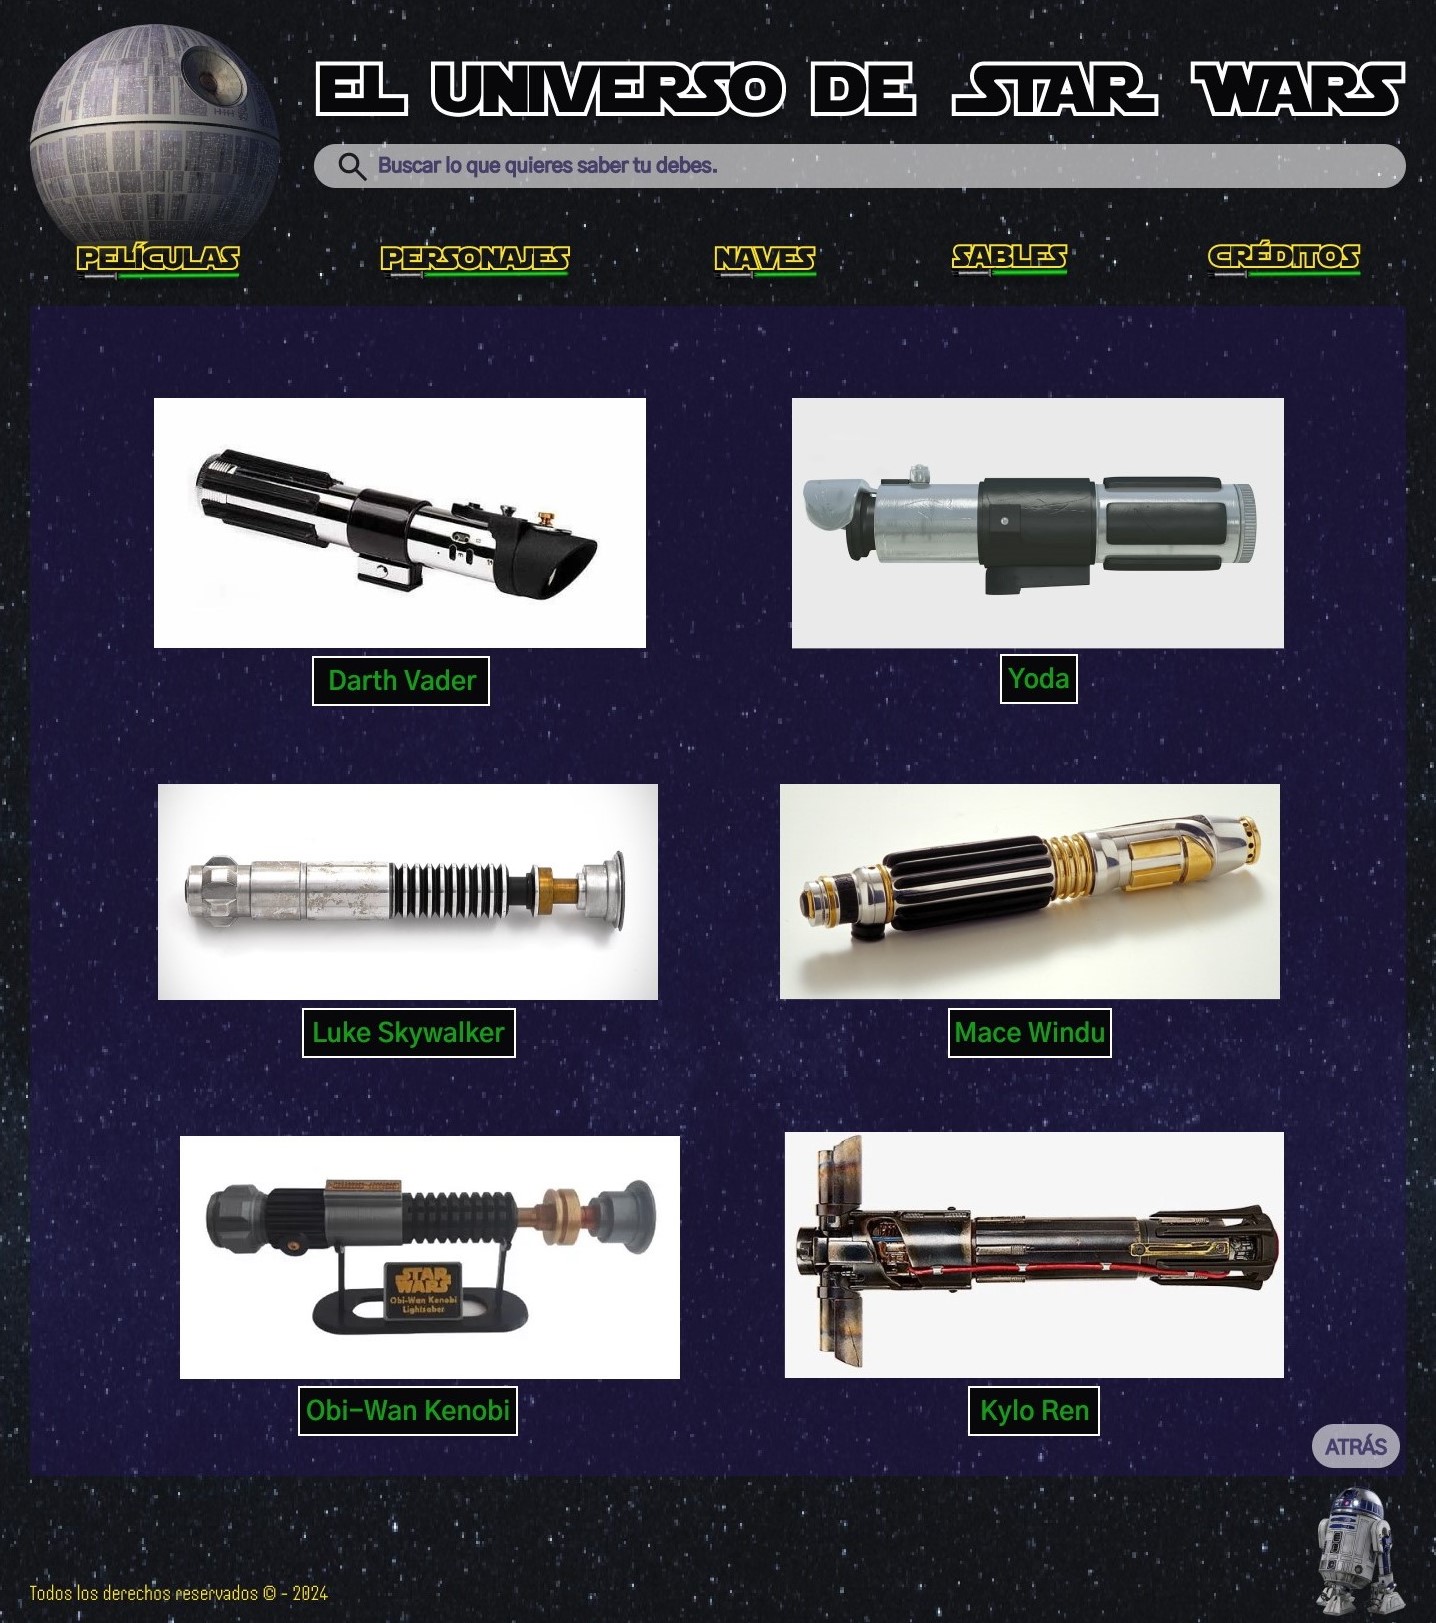 EL UNIVERSO DE STAR WARS
Buscar lo que quieres saber tu debes.
PELÍCULAS PERSONAJES NAVES SABLES CRÉDITOS
Darth Vader
Yoda
Luke Skywalker
Mace Windu
STAR
WARS
Obi-Wan Kenobi
Lightsaber
Obi-Wan Kenobi
Kylo Ren
ATRÁS
Todos los derechos reservados © - 2024